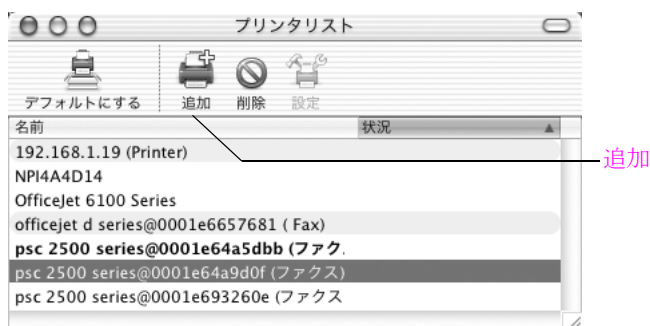 プリンタリスト
デフォルトにする 追加 削除 設定
名前 状況
追加
192.168.1.19 (Printer)
NPI4A4D14
OfficeJet 6100 Series
officejet d series@0001e6657681 ( Fax)
psc 2500 series@0001e64a5dbb (ファク.
psc 2500 series@0001e64a9d0f (ファクス)
psc 2500 series@0001e693260e (ファクス